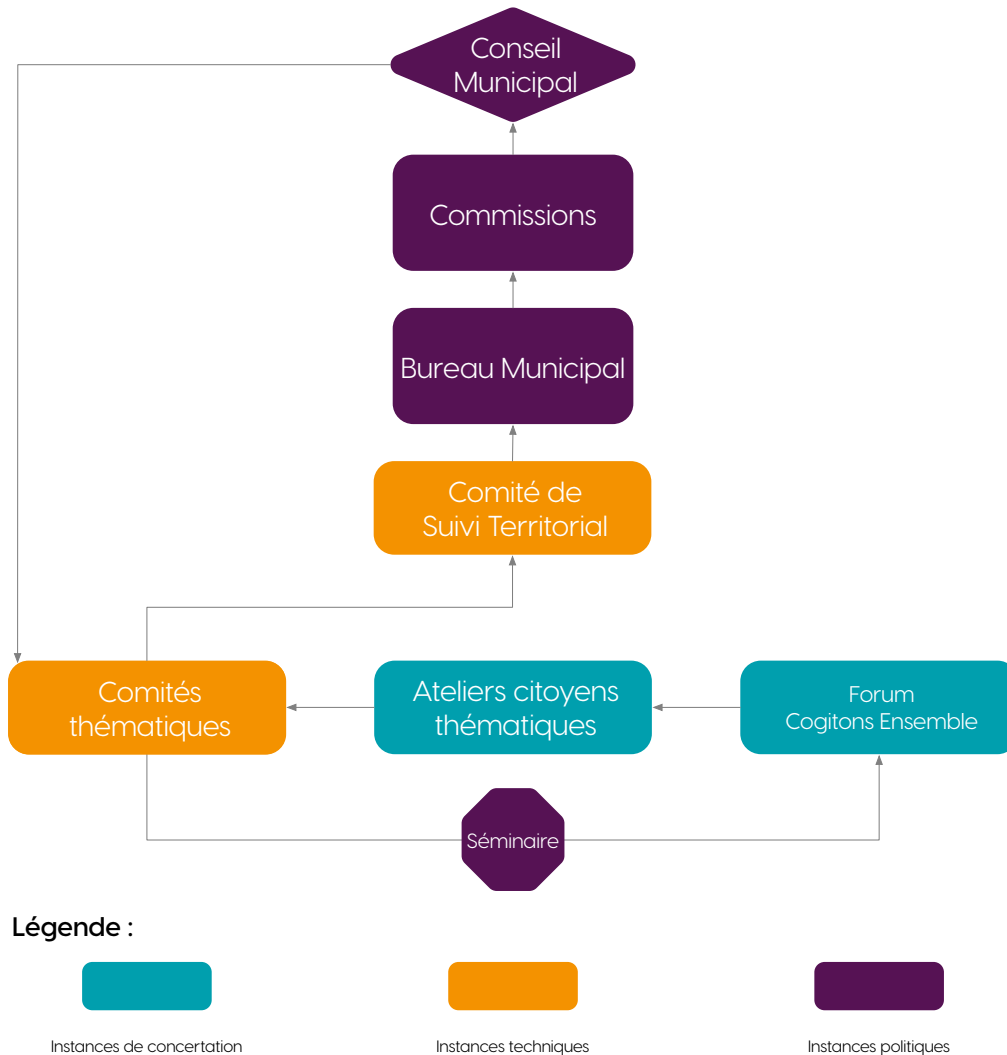 Conseil
Municipal
Commissions
Bureau Municipal
Comité de
Suivi Territorial
Comités
thématiques
Ateliers citoyens
thématiques
Forum
Cogitons Ensemble
Séminaire
Légende :
Instances de concertation
Instances techniques
Instances politiques